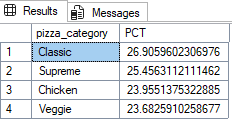 Results Messages
pizza_category PCT
1 Classic 26.9059602306976
2 Supreme 25.4563112111462
3 Chicken 23.9551375322885
4 Veggie 23.6825910258677